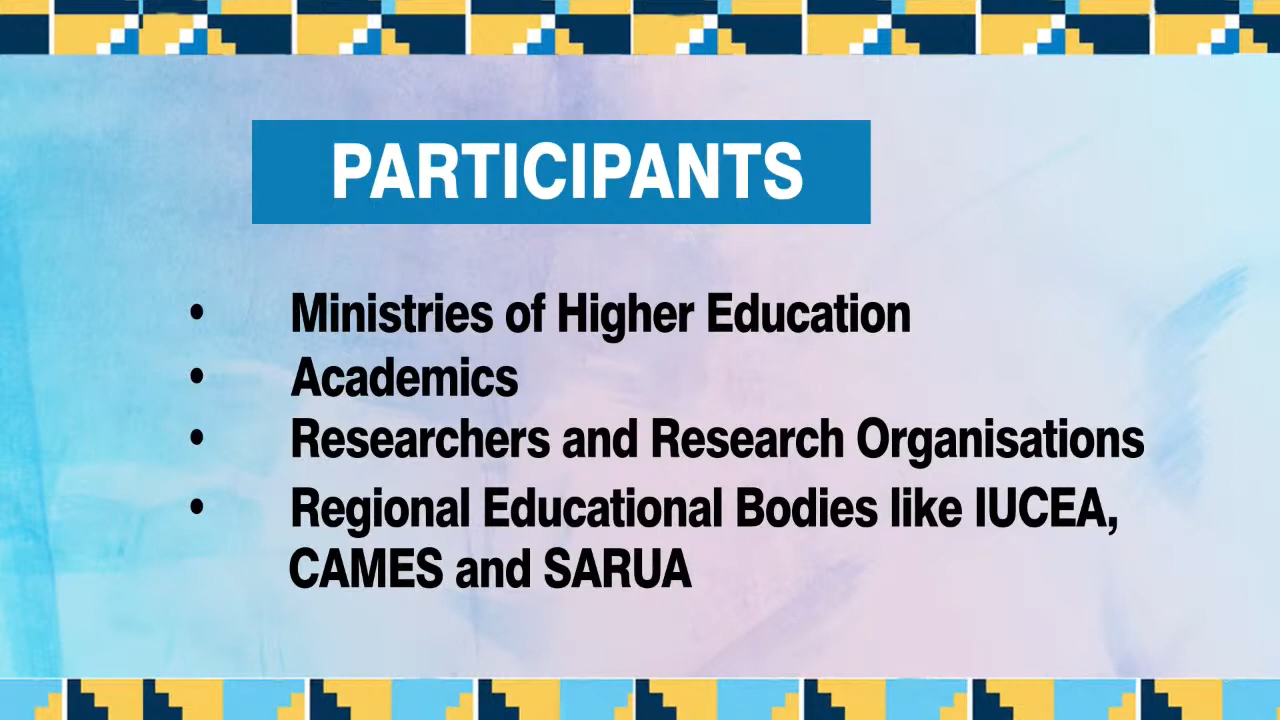 PARTICIPANTS
• Ministries of Higher Education
• Academics
• Researchers and Research Organisations
• Regional Educational Bodies like IUCEA,
CAMES and SARUA